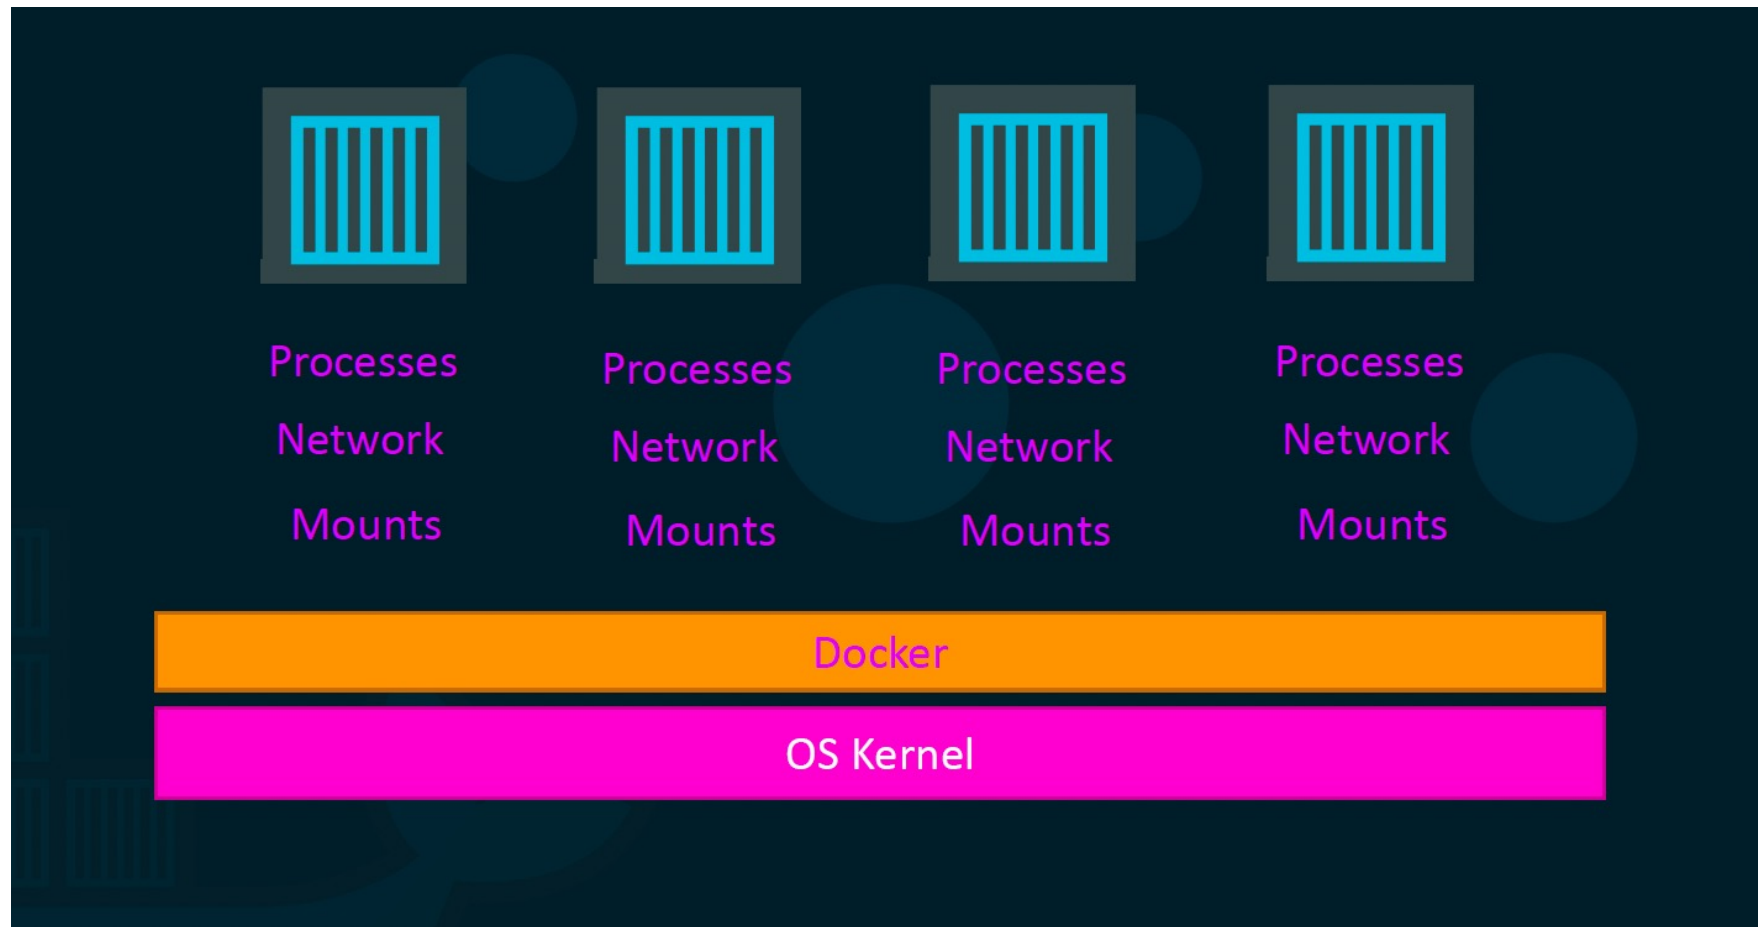 Processes
Processes
Processes
Processes
Network
Network
Network
Network
Mounts
Mounts
Mounts
Mounts
Docker
OS Kernel